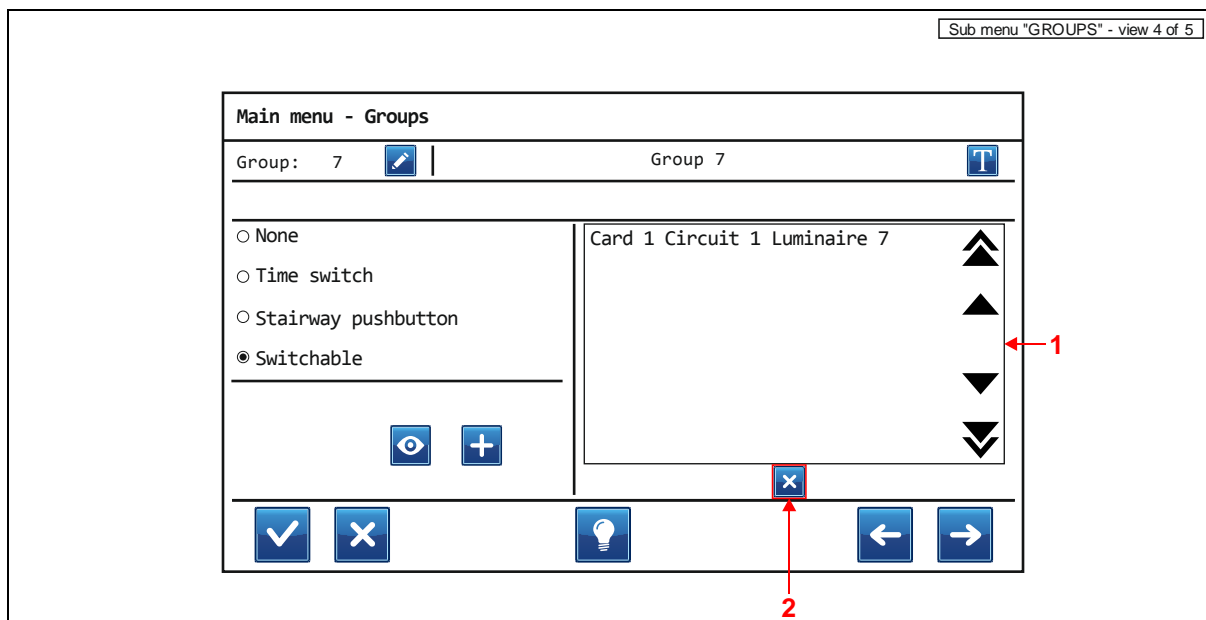 Sub menu "GROUPS" - view 4 of 5
Main menu - Groups
Group: 7 Group 7 T
None
Card 1 Circuit 1 Luminaire 7
Time switch
Stairway pushbutton
Switchable
1
2